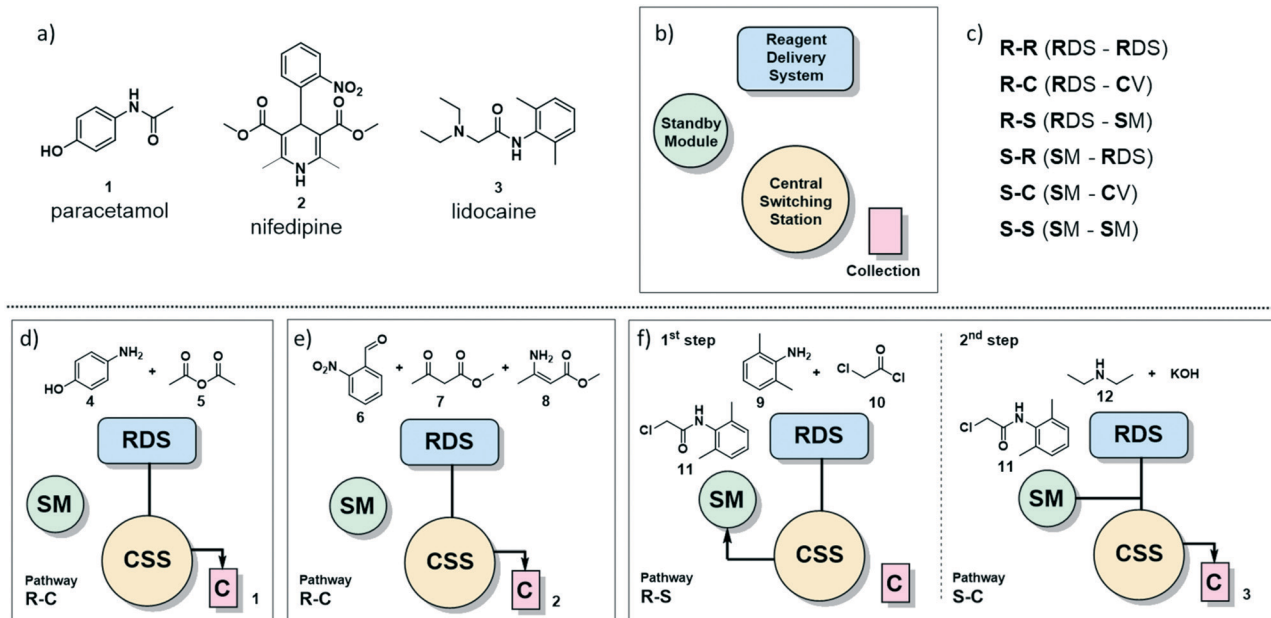 a)
HO
H
N
O
1
paracetamol
NO₂
O
O
O
O
N
H
2
nifedipine
N
O
N
H
3
lidocaine
b)
Reagent
Delivery
System
Standby
Module
Central
Switching
Station
Collection
c)
R-R (RDS - RDS)
R-C (RDS - CV)
R-S (RDS - SM)
S-R (SM - RDS)
S-C (SM - CV)
S-S (SM - SM)
d)
NH₂
HO
4
+
O
O
O
5
RDS
SM
CSS
C
Pathway
R-C
1
e)
O
NO₂
6
+
O
O
O
7
+
NH₂
O
O
8
RDS
SM
CSS
C
Pathway
R-C
2
f) 1st step
NH₂
9
+
Cl
O
Cl
10
Cl
H
N
O
11
RDS
SM
CSS
C
Pathway
R-S
2nd step
H
N
12
+ KOH
Cl
H
N
O
11
RDS
SM
CSS
C
Pathway
S-C
3